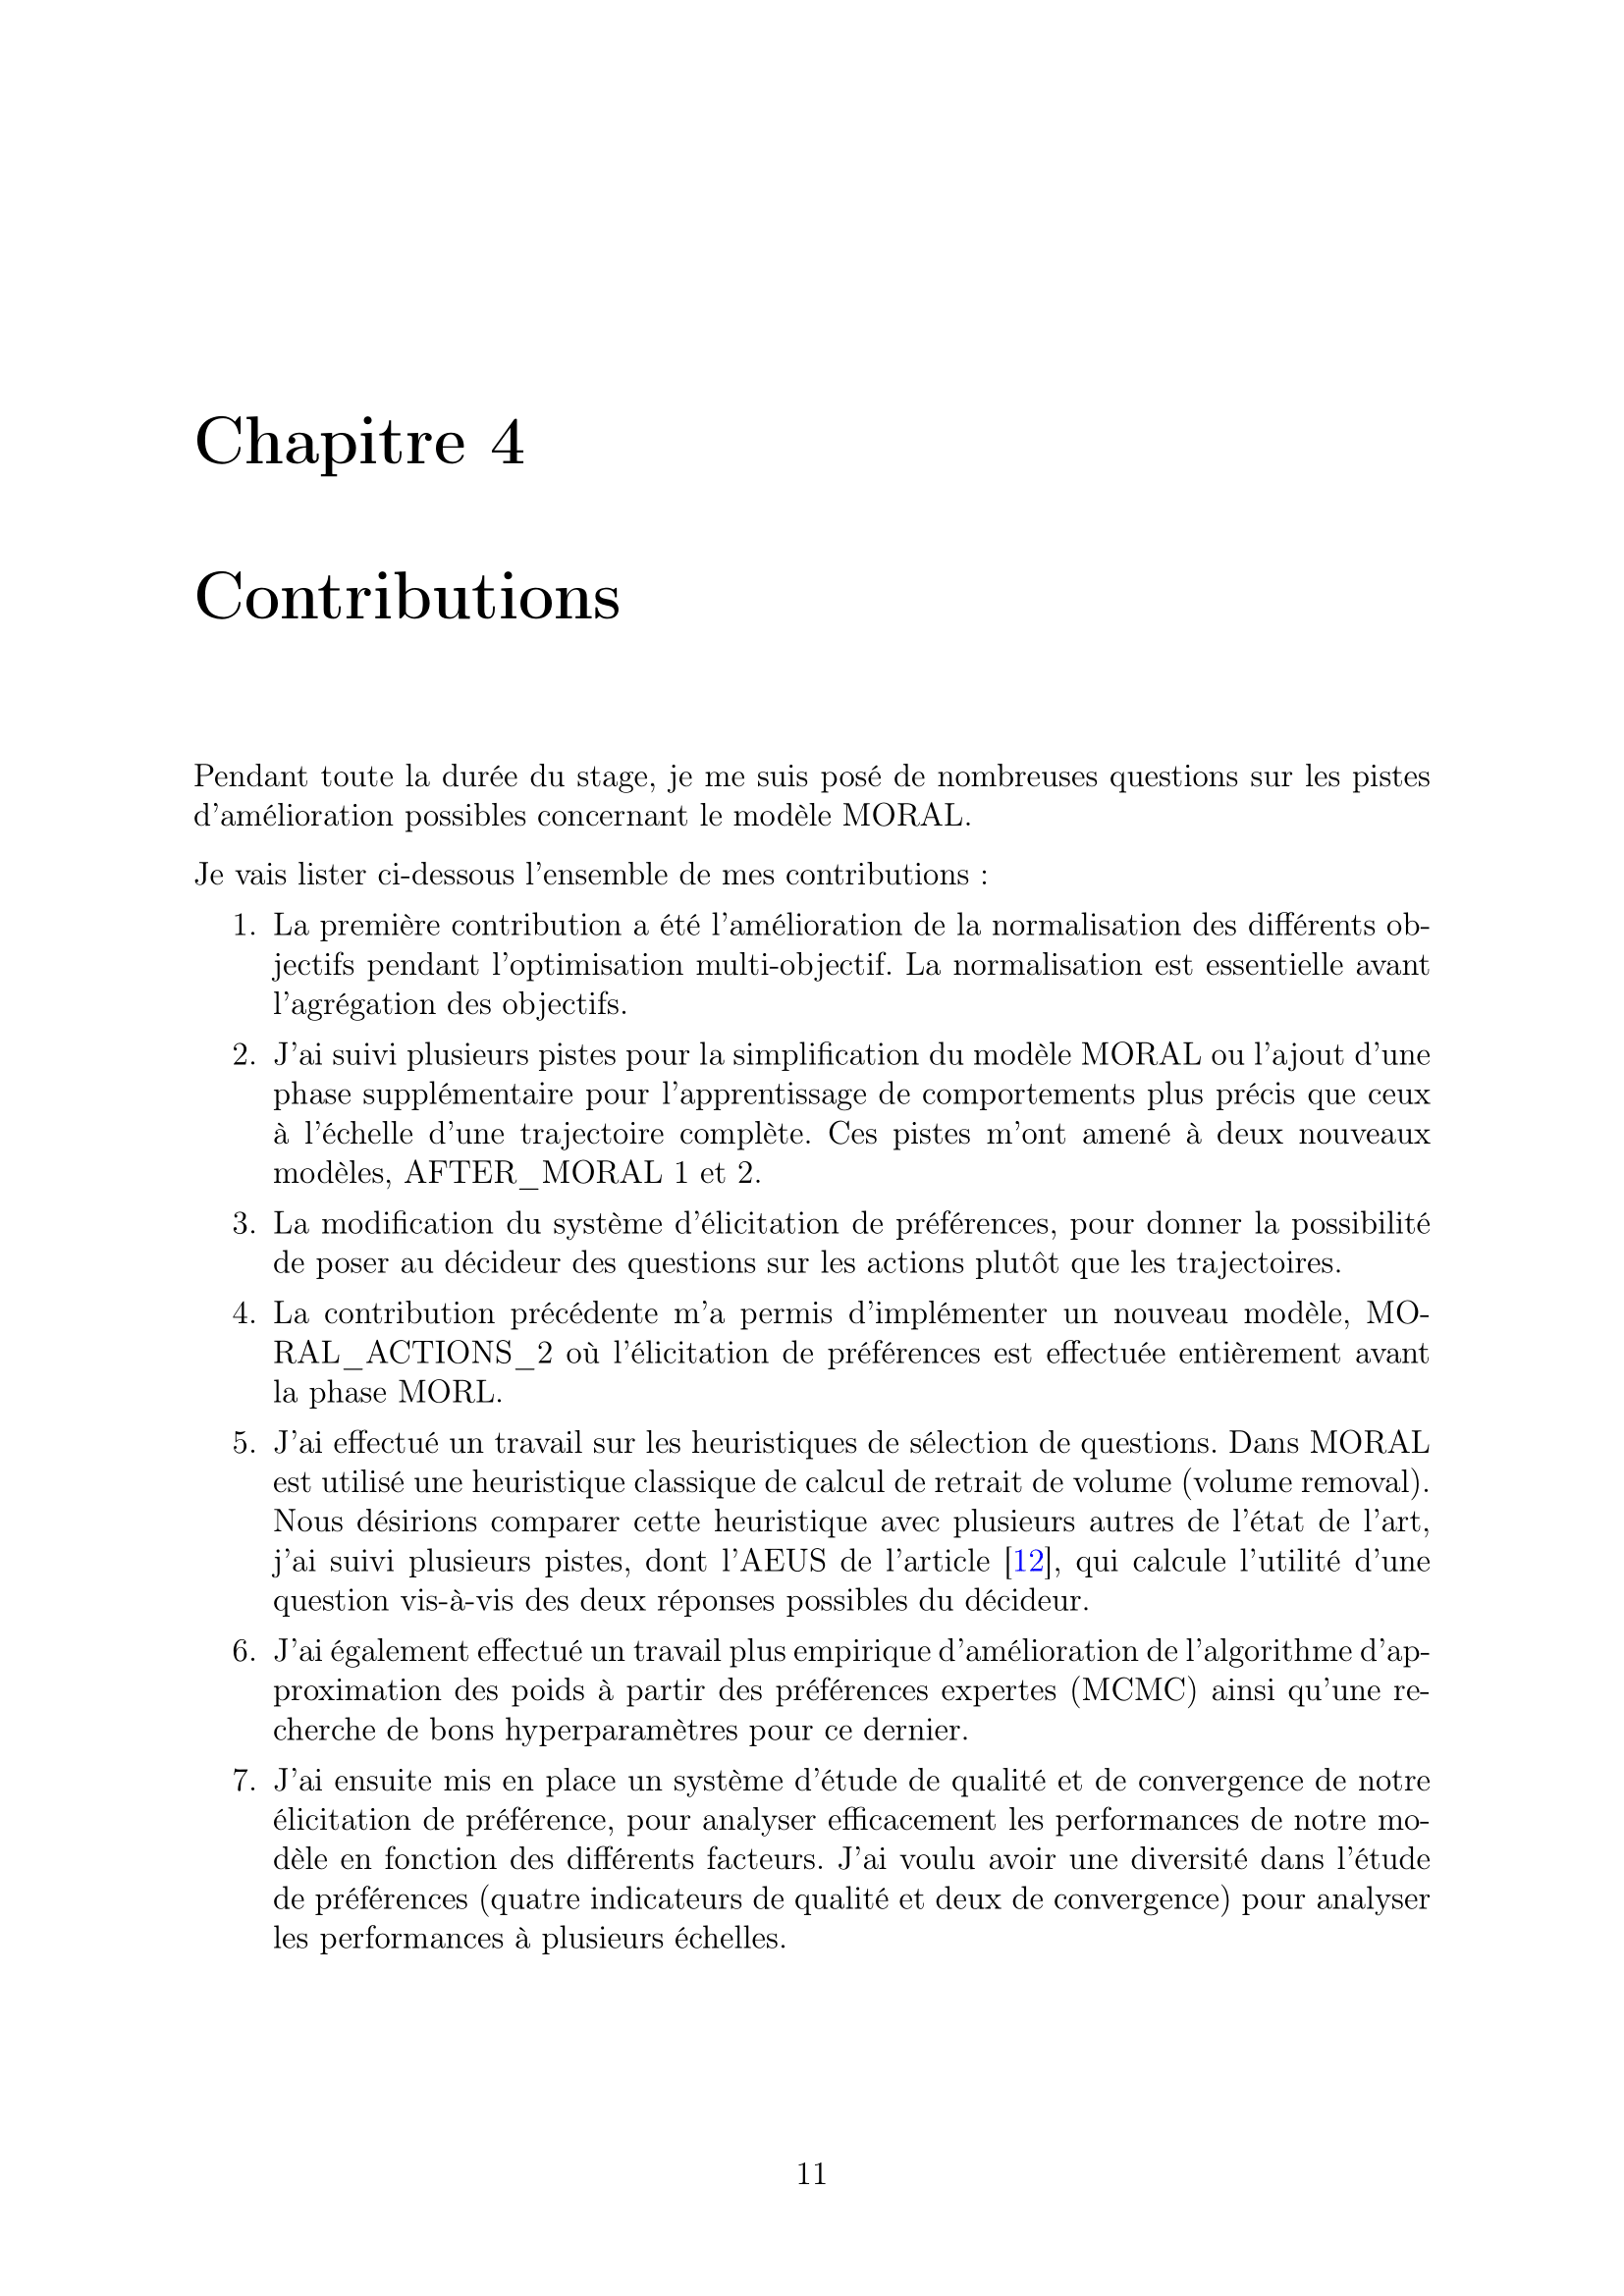 Chapitre 4
Contributions
Pendant toute la durée du stage, je me suis posé de nombreuses questions sur les pistes
d'amélioration possibles concernant le modèle MORAL.
Je vais lister ci-dessous l'ensemble de mes contributions :
1. La première contribution a été l'amélioration de la normalisation des différents ob-
jectifs pendant l'optimisation multi-objectif. La normalisation est essentielle avant
l'agrégation des objectifs.
2. J'ai suivi plusieurs pistes pour la simplification du modèle MORAL ou l'ajout d'une
phase supplémentaire pour l'apprentissage de comportements plus précis que ceux
à l'échelle d'une trajectoire complète. Ces pistes m'ont amené à deux nouveaux
modèles, AFTER_MORAL 1 et 2.
3. La modification du système d'élicitation de préférences, pour donner la possibilité
de poser au décideur des questions sur les actions plutôt que les trajectoires.
4. La contribution précédente m'a permis d'implémenter un nouveau modèle, MO-
RAL_ACTIONS_2 où l'élicitation de préférences est effectuée entièrement avant
la phase MORL.
5. J'ai effectué un travail sur les heuristiques de sélection de questions. Dans MORAL
est utilisé une heuristique classique de calcul de retrait de volume (volume removal).
Nous désirions comparer cette heuristique avec plusieurs autres de l'état de l'art,
j'ai suivi plusieurs pistes, dont l'AEUS de l'article [12], qui calcule l'utilité d'une
question vis-à-vis des deux réponses possibles du décideur.
6. J'ai également effectué un travail plus empirique d'amélioration de l'algorithme d'ap-
proximation des poids à partir des préférences expertes (MCMC) ainsi qu'une re-
cherche de bons hyperparamètres pour ce dernier.
7. J'ai ensuite mis en place un système d'étude de qualité et de convergence de notre
élicitation de préférence, pour analyser efficacement les performances de notre mo-
dèle en fonction des différents facteurs. J'ai voulu avoir une diversité dans l'étude
de préférences (quatre indicateurs de qualité et deux de convergence) pour analyser
les performances à plusieurs échelles.
11